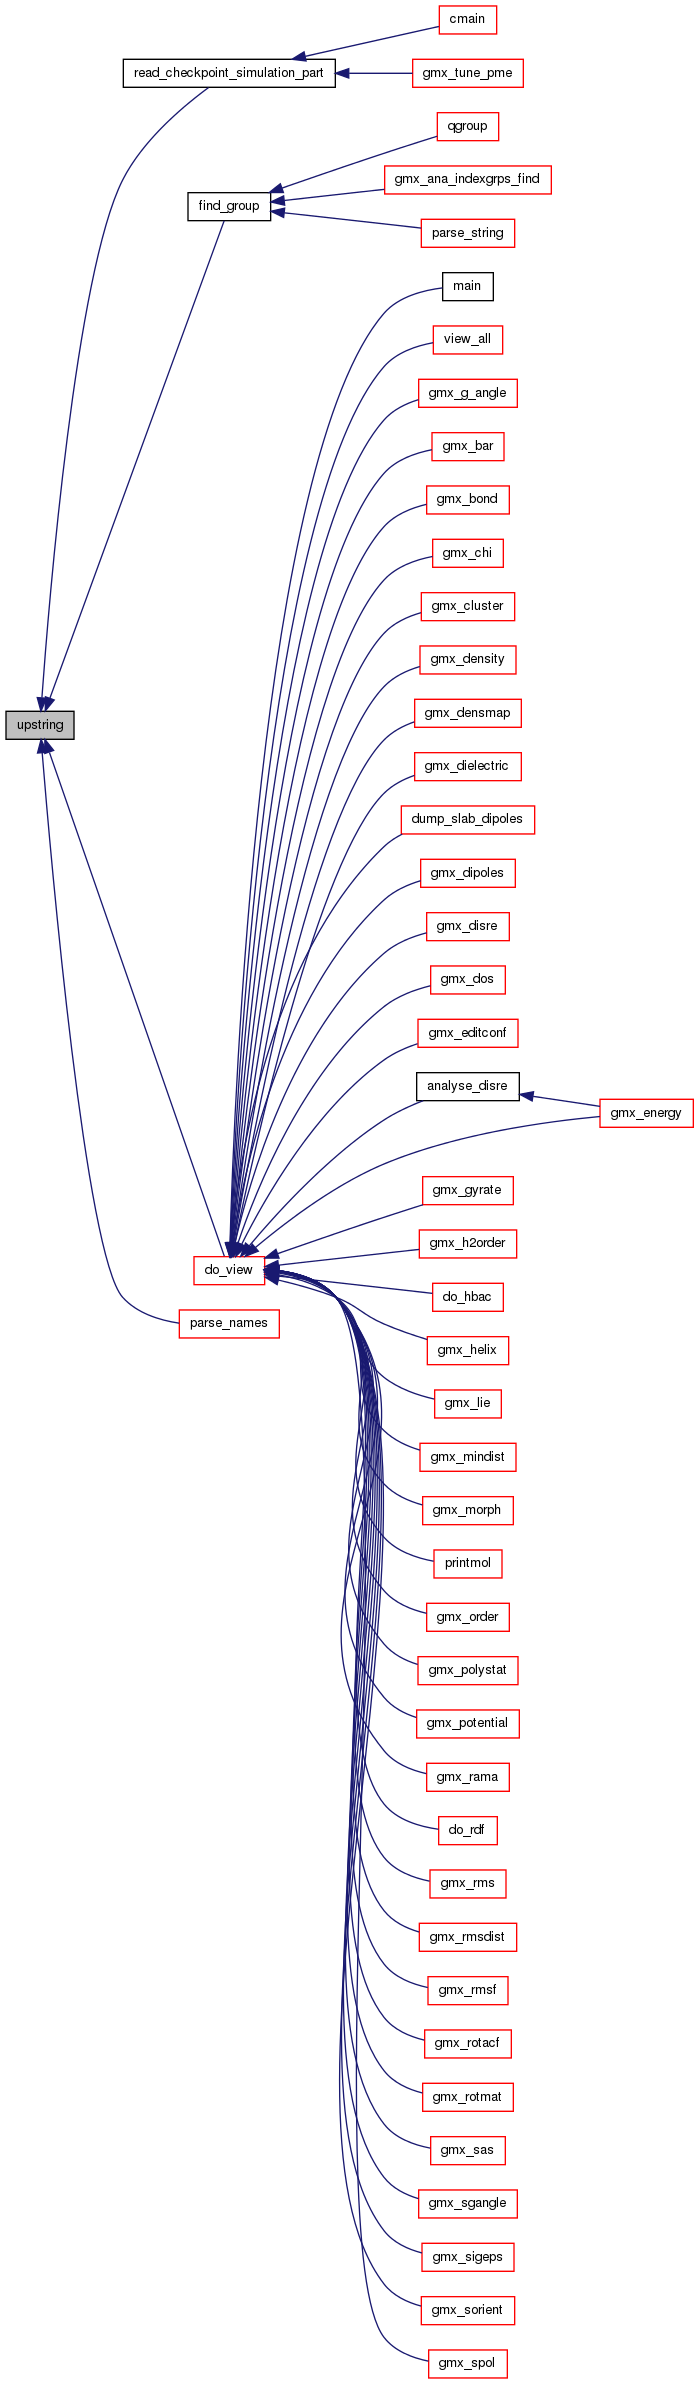 cmain
read_checkpoint_simulation_part
gmx_tune_pme
qgroup
gmx_ana_indexgrps_find
find_group
parse_string
main
view_all
gmx_g_angle
gmx_bar
gmx_bond
gmx_chi
gmx_cluster
gmx_density
gmx_densmap
upstring
gmx_dielectric
dump_slab_dipoles
gmx_dipoles
gmx_disre
gmx_dos
gmx_editconf
analyse_disre
gmx_energy
gmx_gyrate
gmx_h2order
do_view
do_hbac
parse_names
gmx_helix
gmx_lie
gmx_mindist
gmx_morph
printmol
gmx_order
gmx_polystat
gmx_potential
gmx_rama
do_rdf
gmx_rms
gmx_rmsdist
gmx_rmsf
gmx_rotacf
gmx_rotmat
gmx_sas
gmx_sgangle
gmx_sigeps
gmx_sorient
gmx_spol